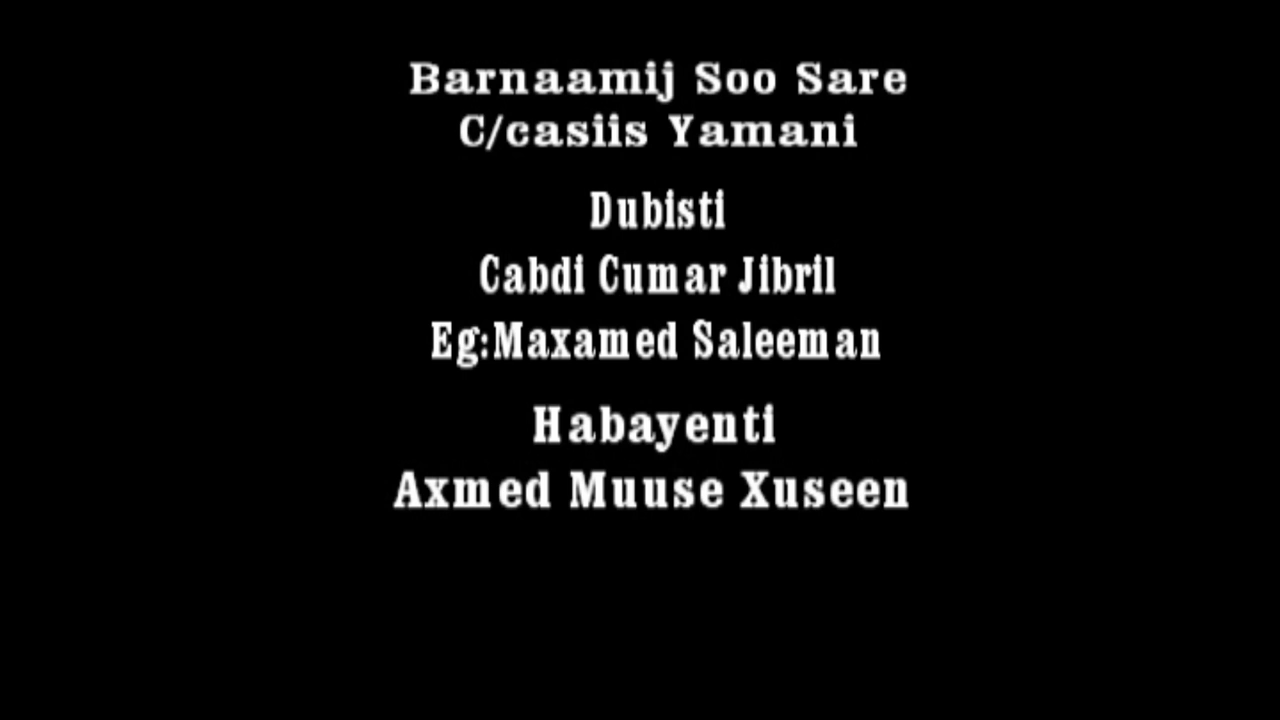 Barnaamij Soo Sare
C/casiis Yamani
Dubisti
Cabdi Cumar Jibril
Eg:Maxamed Saleeman
Habayenti
Axmed Muuse Xuseen